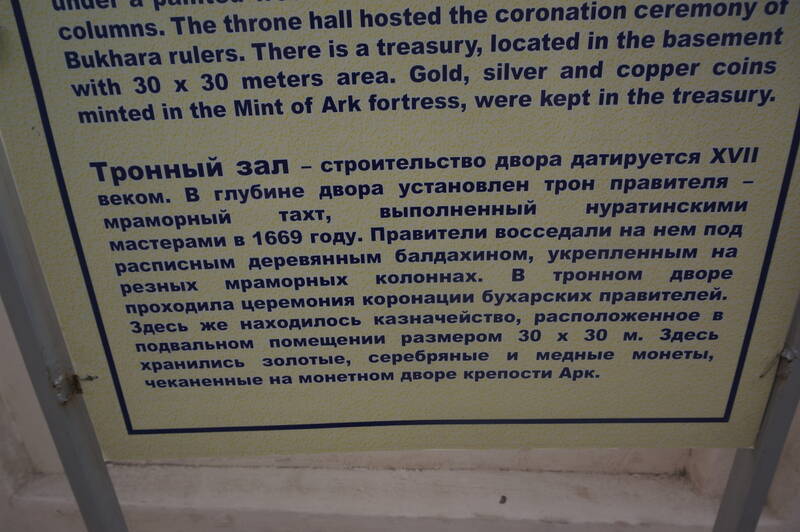 under a painted
columns. The throne hall hosted the coronation ceremony of
Bukhara rulers. There is a treasury, located in the basement
with 30 x 30 meters area. Gold, silver and copper coins
minted in the Mint of Ark fortress, were kept in the treasury.
Тронный зал – строительство двора датируется XVII
веком. В глубине двора установлен трон правителя –
мраморный тахт, выполненный нуратинскими
мастерами в 1669 году. Правители восседали на нем под
расписным деревянным балдахином, укрепленным на
резных мраморных колоннах. В тронном дворе
проходила церемония коронации бухарских правителей.
Здесь же находилось казначейство, расположенное в
подвальном помещении размером 30 х 30 м. Здесь
хранились золотые, серебряные и медные монеты,
чеканенные на монетном дворе крепости Арк.